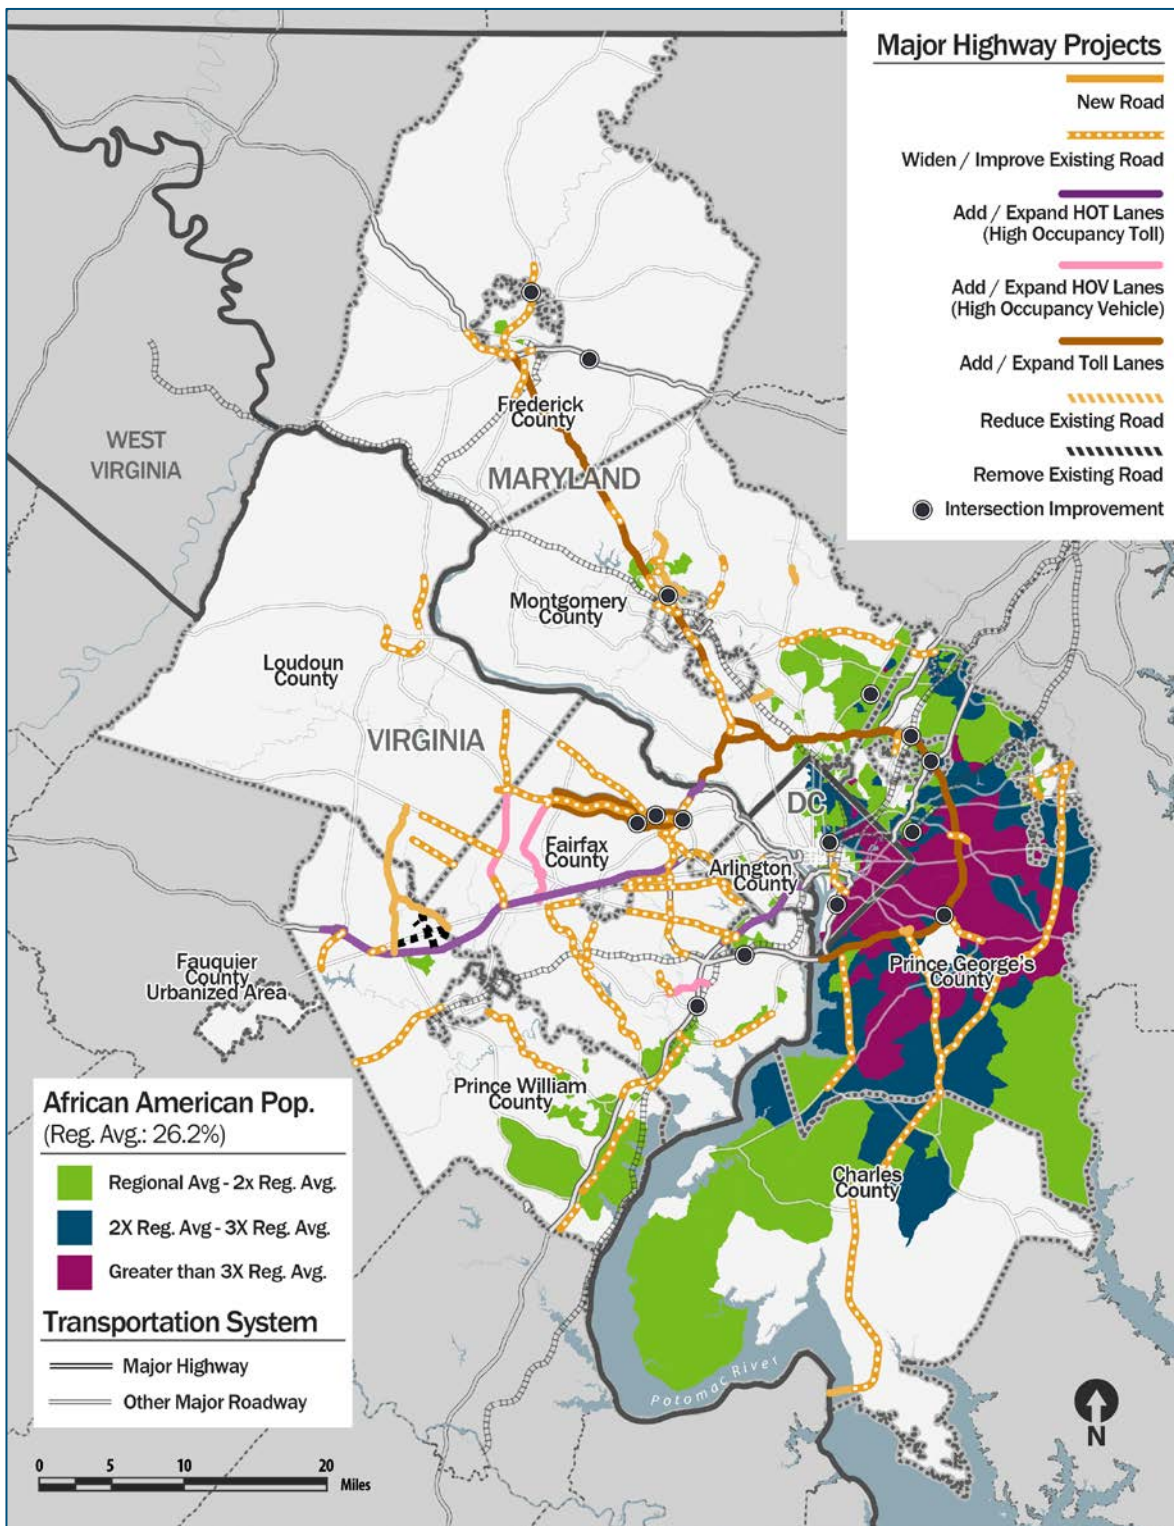 Major Highway Projects
New Road
Widen / Improve Existing Road
Add / Expand HOT Lanes
(High Occupancy Toll)
Add / Expand HOV Lanes
(High Occupancy Vehicle)
Add / Expand Toll Lanes
Reduce Existing Road
Remove Existing Road
Intersection Improvement
WEST
VIRGINIA
Frederick
County
MARYLAND
Montgomery
County
Loudoun
County
VIRGINIA
DC
Fairfax
County
Arlington
County
Fauquier
County
Urbanized Area
Prince George's
County
Prince William
County
Charles
County
Potomac River
African American Pop.
(Reg. Avg.: 26.2%)
Regional Avg - 2x Reg. Avg.
2X Reg. Avg - 3X Reg. Avg.
Greater than 3X Reg. Avg.
Transportation System
Major Highway
Other Major Roadway
0 5 10 20
Miles
N